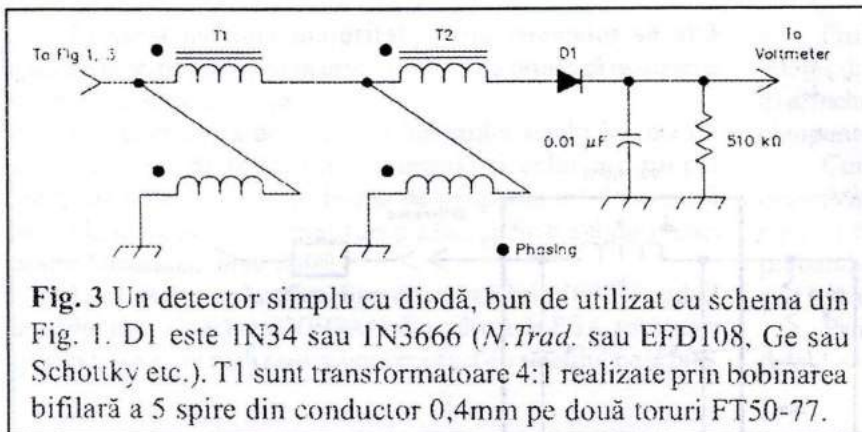 T1
T2
D1
To Fig 1, 5
To
Voltmeter
0.01 µF
510 kΩ
Phasing
Fig. 3 Un detector simplu cu diodă, bun de utilizat cu schema din
Fig. 1. D1 este 1N34 sau 1N3666 (N.Trad. sau EFD108, Ge sau
Schottky etc.). T1 sunt transformatoare 4:1 realizate prin bobinarea
bifilară a 5 spire din conductor 0,4mm pe două toruri FT50-77.